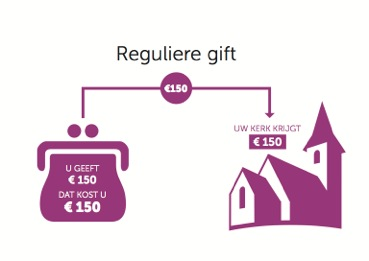 Reguliere gift
€150
UW KERK KRIJGT
€ 150
U GEEFT
€ 150
DAT KOST U
€ 150